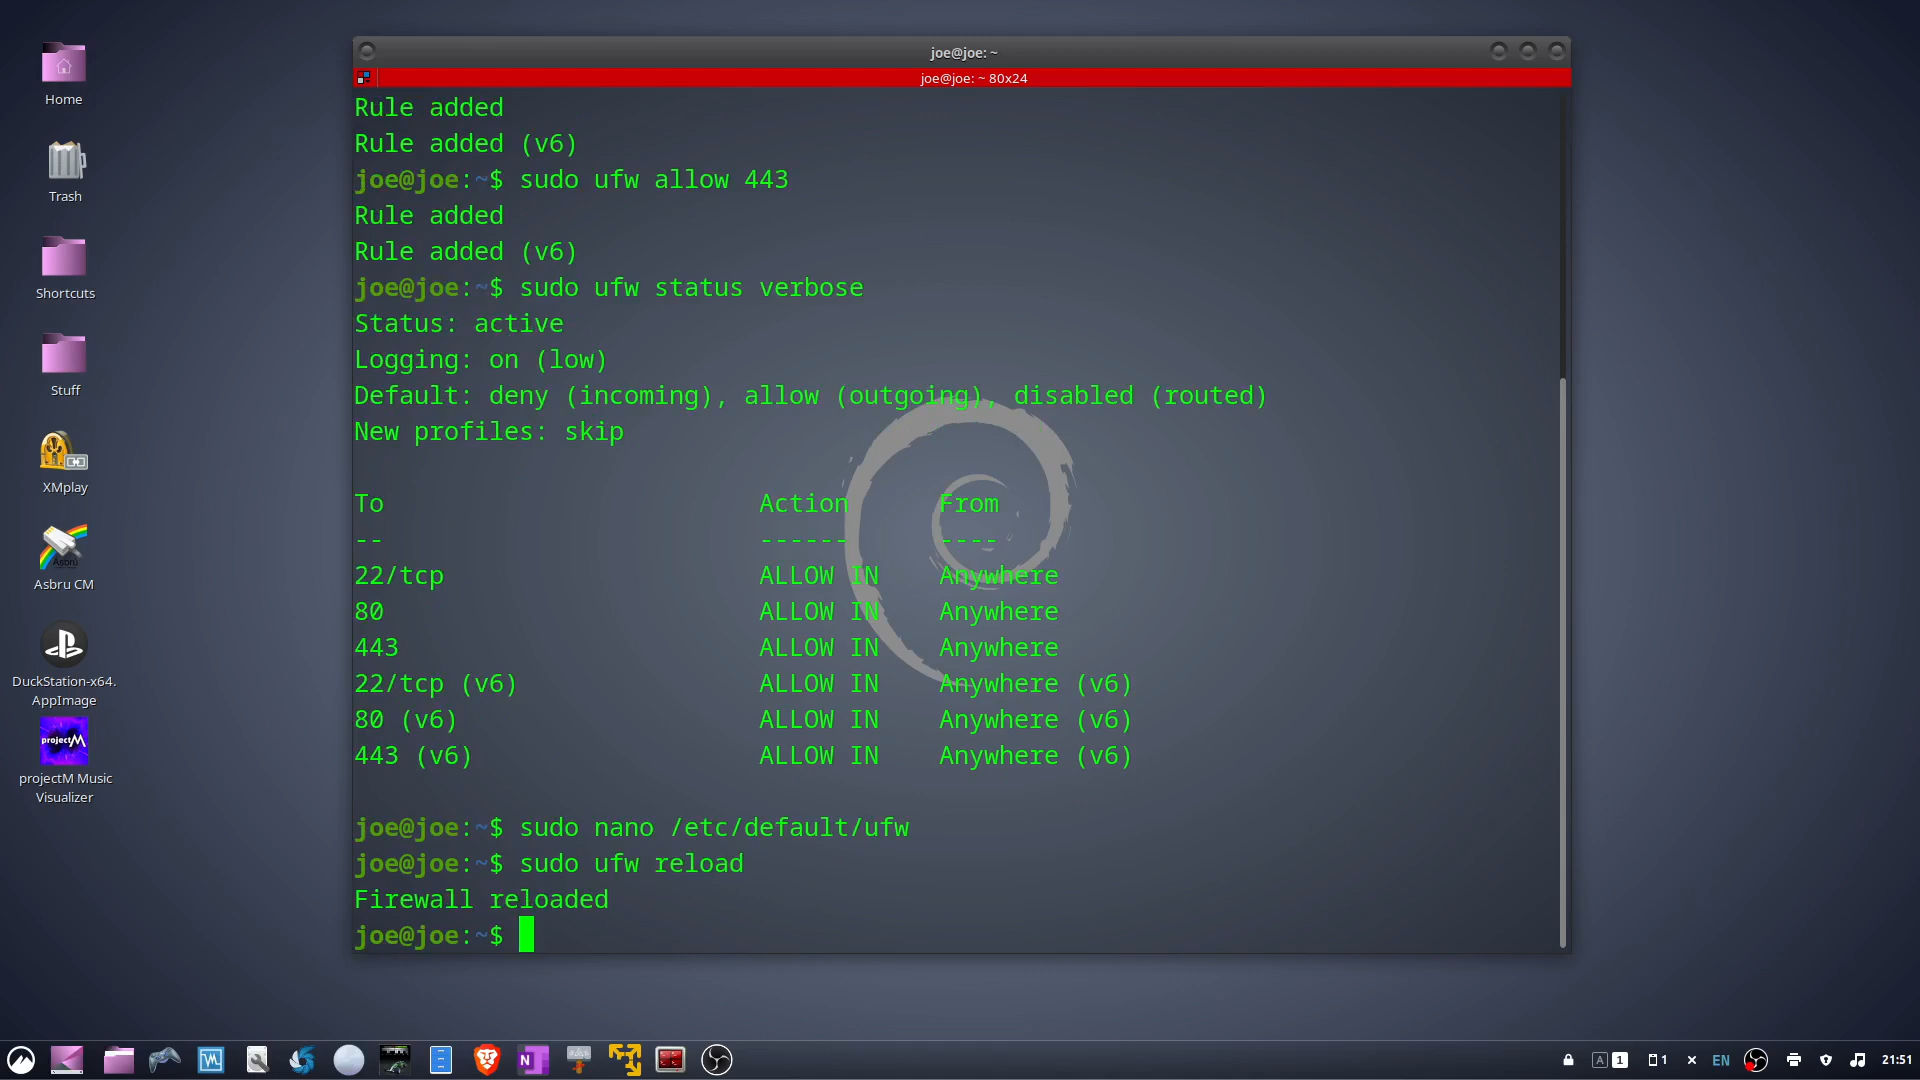 joe@joe: ~
joe@joe: ~ 80x24
Rule added
Rule added (v6)
joe@joe:~$ sudo ufw allow 443
Rule added
Rule added (v6)
joe@joe:~$ sudo ufw status verbose
Status: active
Logging: on (low)
Default: deny (incoming), allow (outgoing), disabled (routed)
New profiles: skip
To                         Action      From
--                         ------      ----
22/tcp                     ALLOW IN    Anywhere
80                         ALLOW IN    Anywhere
443                        ALLOW IN    Anywhere
22/tcp (v6)                ALLOW IN    Anywhere (v6)
80 (v6)                    ALLOW IN    Anywhere (v6)
443 (v6)                   ALLOW IN    Anywhere (v6)
joe@joe:~$ sudo nano /etc/default/ufw
joe@joe:~$ sudo ufw reload
Firewall reloaded
joe@joe:~$
Home
Trash
Shortcuts
Stuff
XMplay
Asbru
Asbru CM
DuckStation-x64.
AppImage
projectM
projectM Music
Visualizer
N
A 1
1
EN
21:51